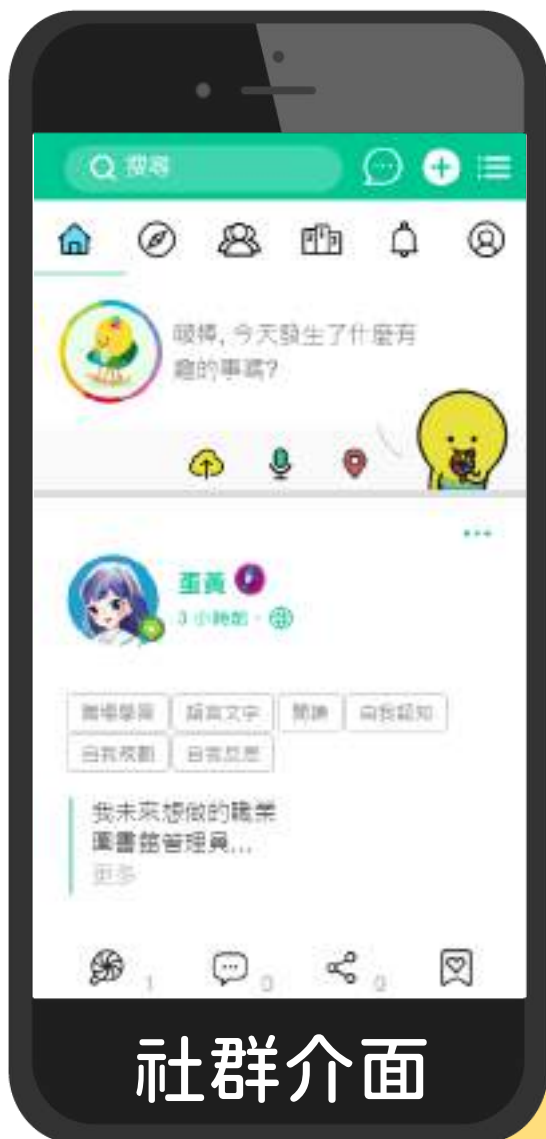 搜尋
今天發生了什麼有
趣的事嗎?
蛋黃
3 小時前
職場學習 語言文字 閱讀 自我認知
自我規劃 自我反思
我未來想做的職業
圖書館管理員...
更多
1 0 0
社群介面